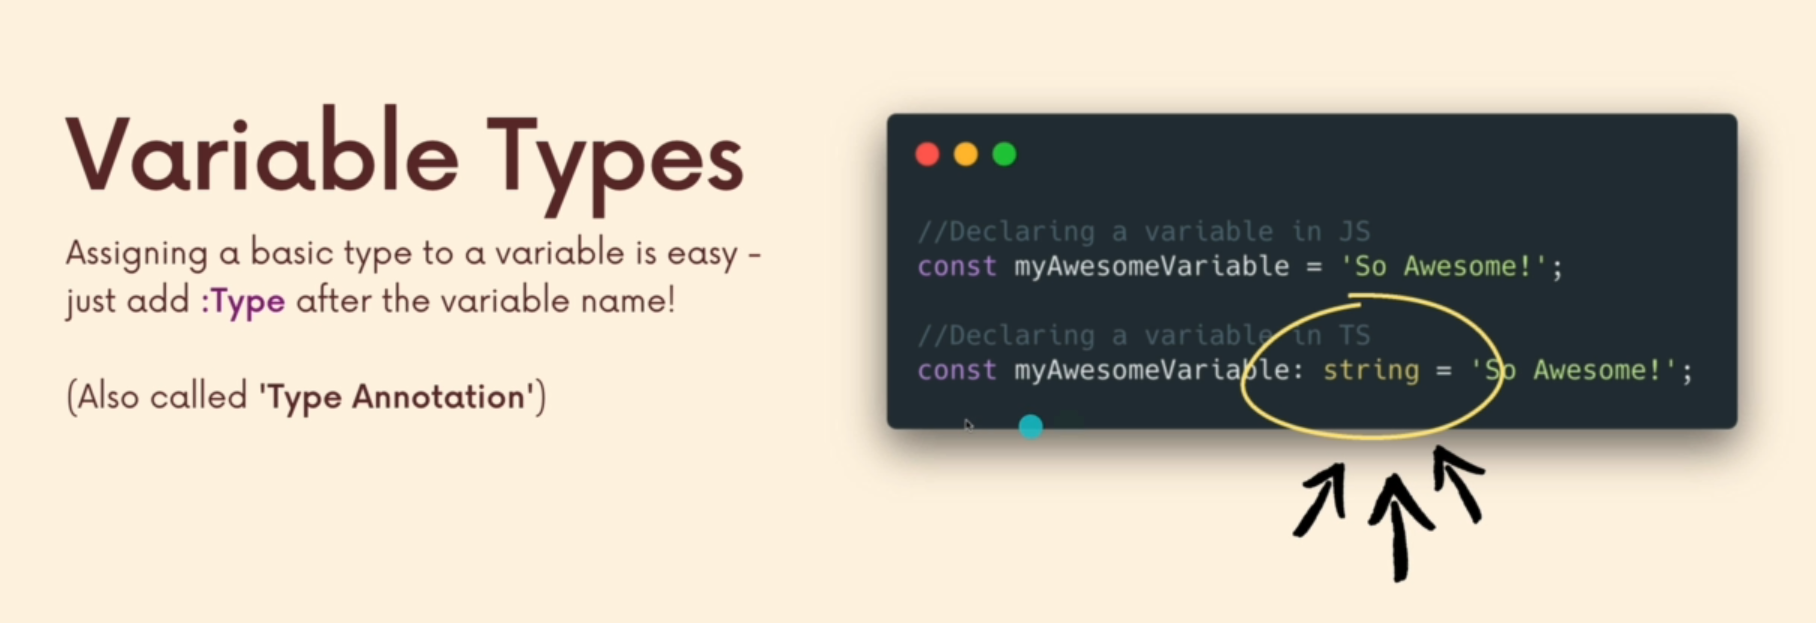 Variable Types
Assigning a basic type to a variable is easy -
just add :Type after the variable name!
(Also called 'Type Annotation')
//Declaring a variable in JS
const myAwesomeVariable = 'So Awesome!';
//Declaring a variable in TS
const myAwesomeVariable: string = 'So Awesome!';